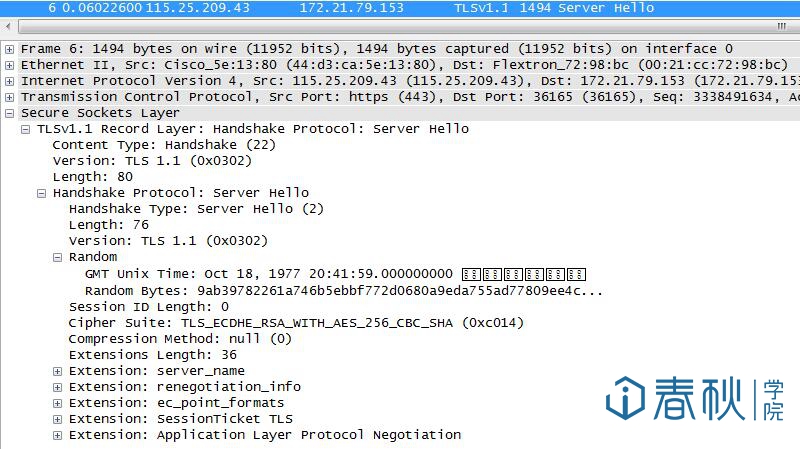 6 0.06022600 115.25.209.43 172.21.79.153 TLSv1.1 1494 Server Hello
Frame 6: 1494 bytes on wire (11952 bits), 1494 bytes captured (11952 bits) on interface 0
Ethernet II, Src: Cisco_5e:13:80 (44:d3:ca:5e:13:80), Dst: Flextron_72:98:bc (00:21:cc:72:98:bc)
Internet Protocol Version 4, Src: 115.25.209.43 (115.25.209.43), Dst: 172.21.79.153 (172.21.79.153
Transmission Control Protocol, Src Port: https (443), Dst Port: 36165 (36165), Seq: 3338491634, Ac
Secure Sockets Layer
TLSv1.1 Record Layer: Handshake Protocol: Server Hello
Content Type: Handshake (22)
Version: TLS 1.1 (0x0302)
Length: 80
Handshake Protocol: Server Hello
Handshake Type: Server Hello (2)
Length: 76
Version: TLS 1.1 (0x0302)
Random
GMT Unix Time: Oct 18, 1977 20:41:59.000000000
Random Bytes: 9ab39782261a746b5ebbf772d0680a9eda755ad77809ee4c...
Session ID Length: 0
Cipher Suite: TLS_ECDHE_RSA_WITH_AES_256_CBC_SHA (0xc014)
Compression Method: null (0)
Extensions Length: 36
Extension: server_name
Extension: renegotiation_info
Extension: ec_point_formats
Extension: SessionTicket TLS
Extension: Application Layer Protocol Negotiation
春秋学院